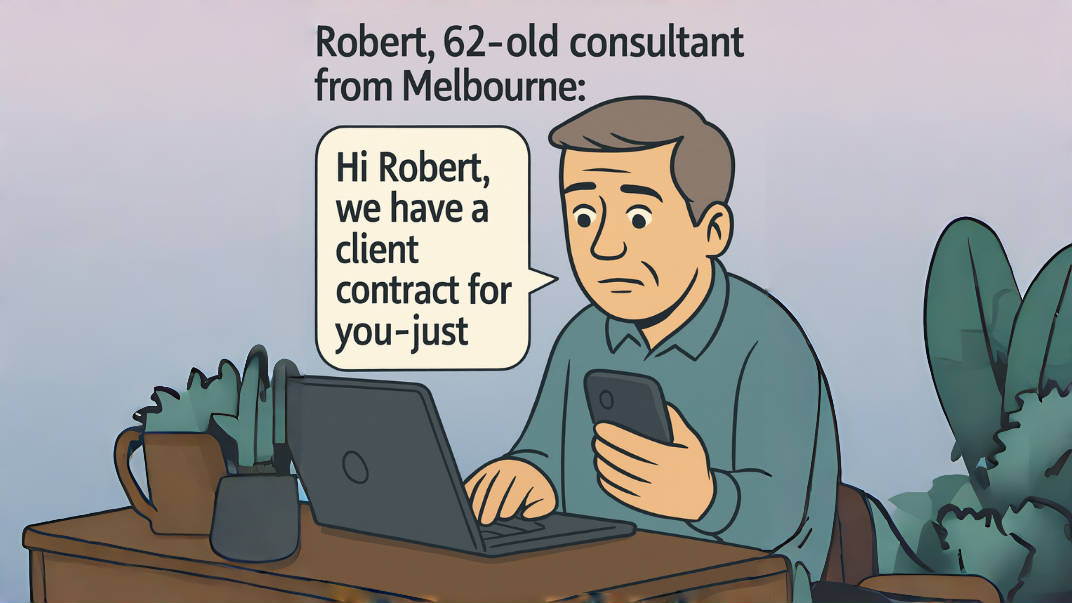 Robert, 62-old consultant
from Melbourne:
Hi Robert,
we have a
client
contract for
you-just